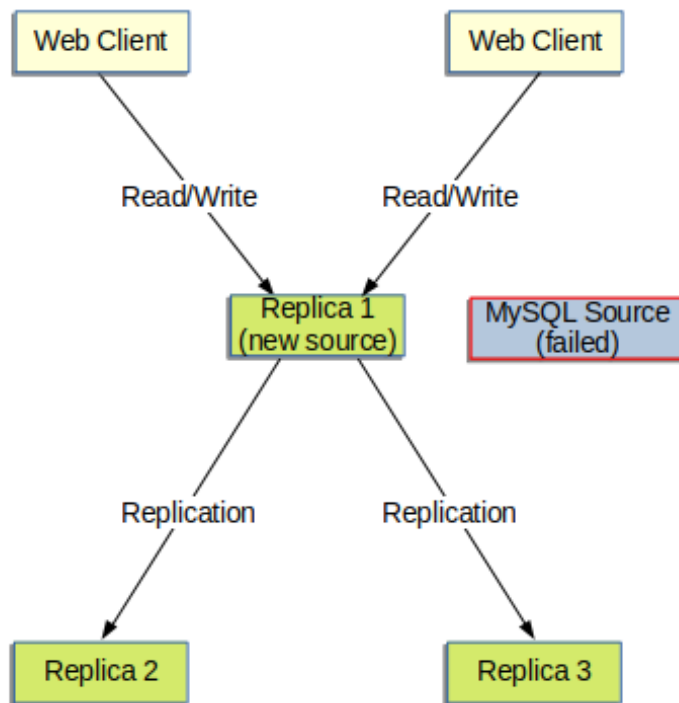 Web Client
Web Client
Read/Write
Read/Write
Replica 1
(new source)
MySQL Source
(failed)
Replication
Replication
Replica 2
Replica 3